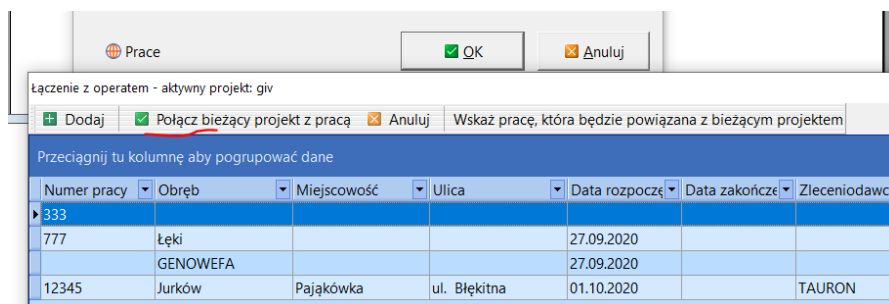 Prace OK Anuluj
Łączenie z operatem - aktywny projekt: giv
Dodaj Połącz bieżący projekt z pracą Anuluj Wskaż pracę, która będzie powiązana z bieżącym projektem
Przeciągnij tu kolumnę aby pogrupować dane
Numer pracy Obręb Miejscowość Ulica Data rozpoczę Data zakończe Zleceniodawc
333
777 Łęki 27.09.2020
GENOWEFA 27.09.2020
12345 Jurków Pająkówka ul. Błękitna 01.10.2020 TAURON